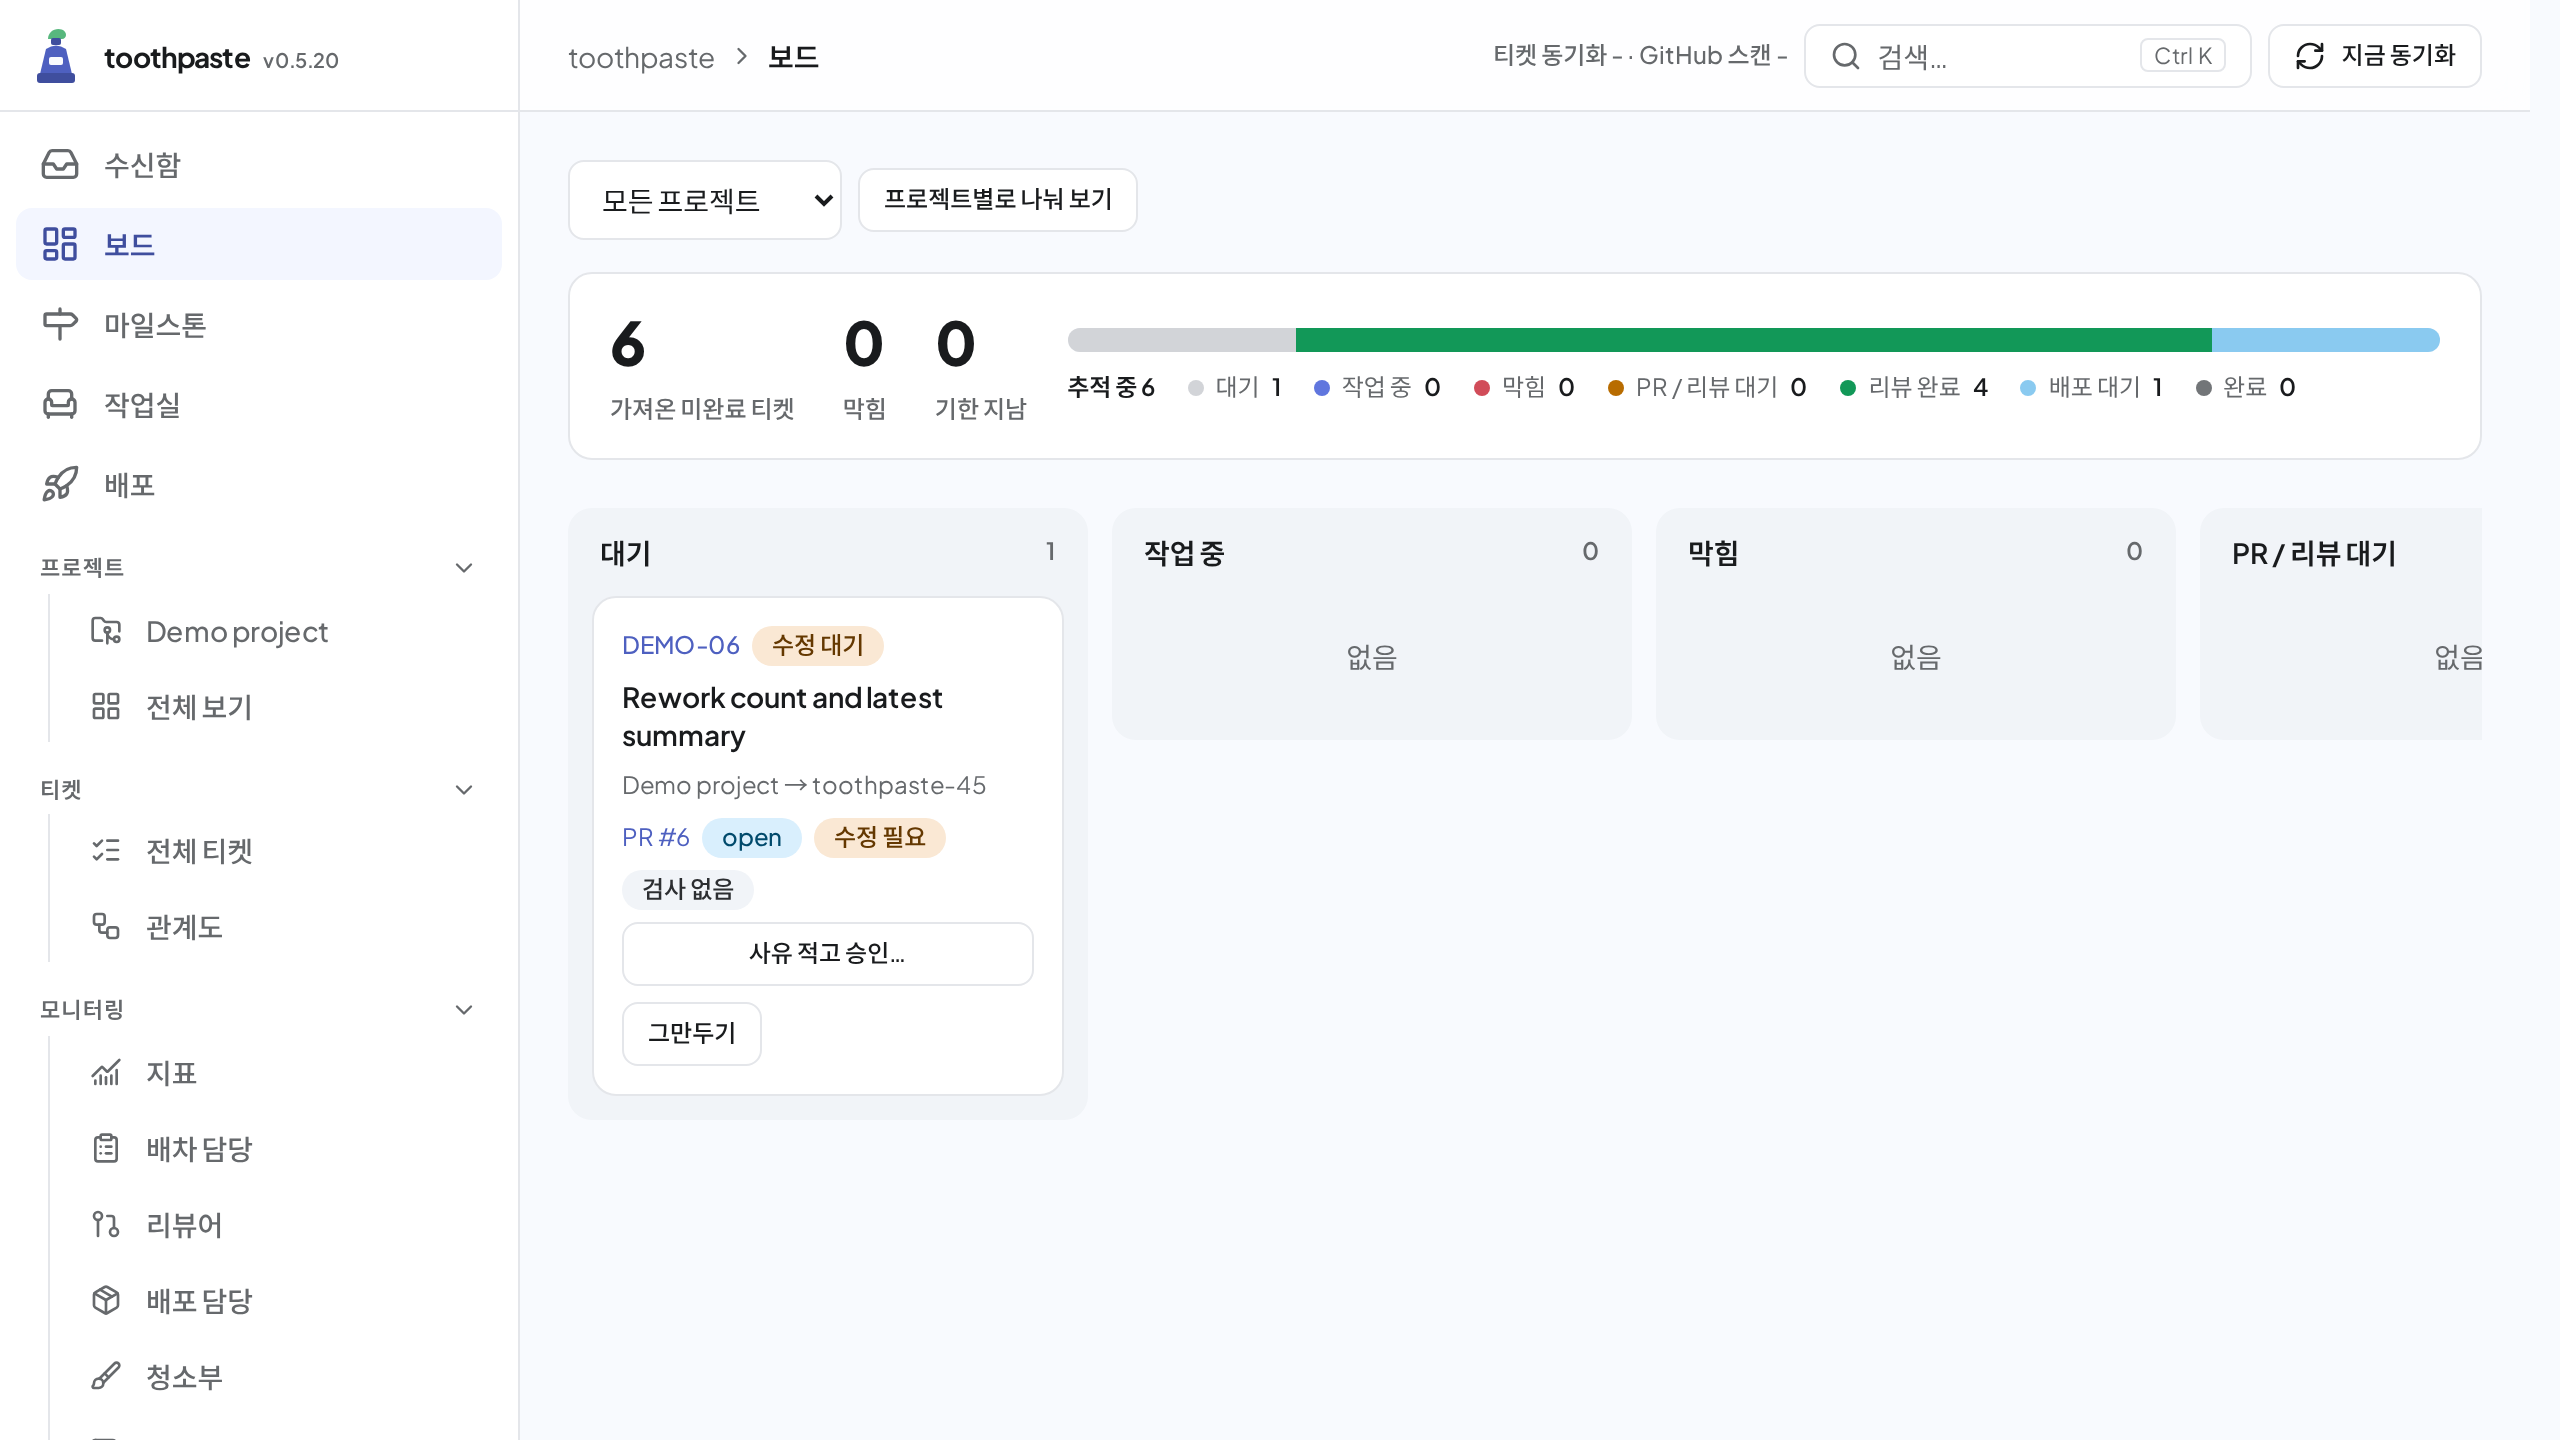 toothpaste v0.5.20
toothpaste > 보드
티켓 동기화 - · GitHub 스캔 -
검색...
Ctrl K
지금 동기화
수신함
보드
마일스톤
작업실
배포
프로젝트
Demo project
전체 보기
티켓
전체 티켓
관계도
모니터링
지표
배차 담당
리뷰어
배포 담당
청소부
모든 프로젝트
프로젝트별로 나눠 보기
6
가져온 미완료 티켓
0
막힘
0
기한 지남
추적 중 6 대기 1 작업 중 0 막힘 0 PR / 리뷰 대기 0 리뷰 완료 4 배포 대기 1 완료 0
대기 1
DEMO-06 수정 대기
Rework count and latest
summary
Demo project → toothpaste-45
PR #6 open 수정 필요
검사 없음
사유 적고 승인...
그만두기
작업 중 0
없음
막힘 0
없음
PR / 리뷰 대기
없음